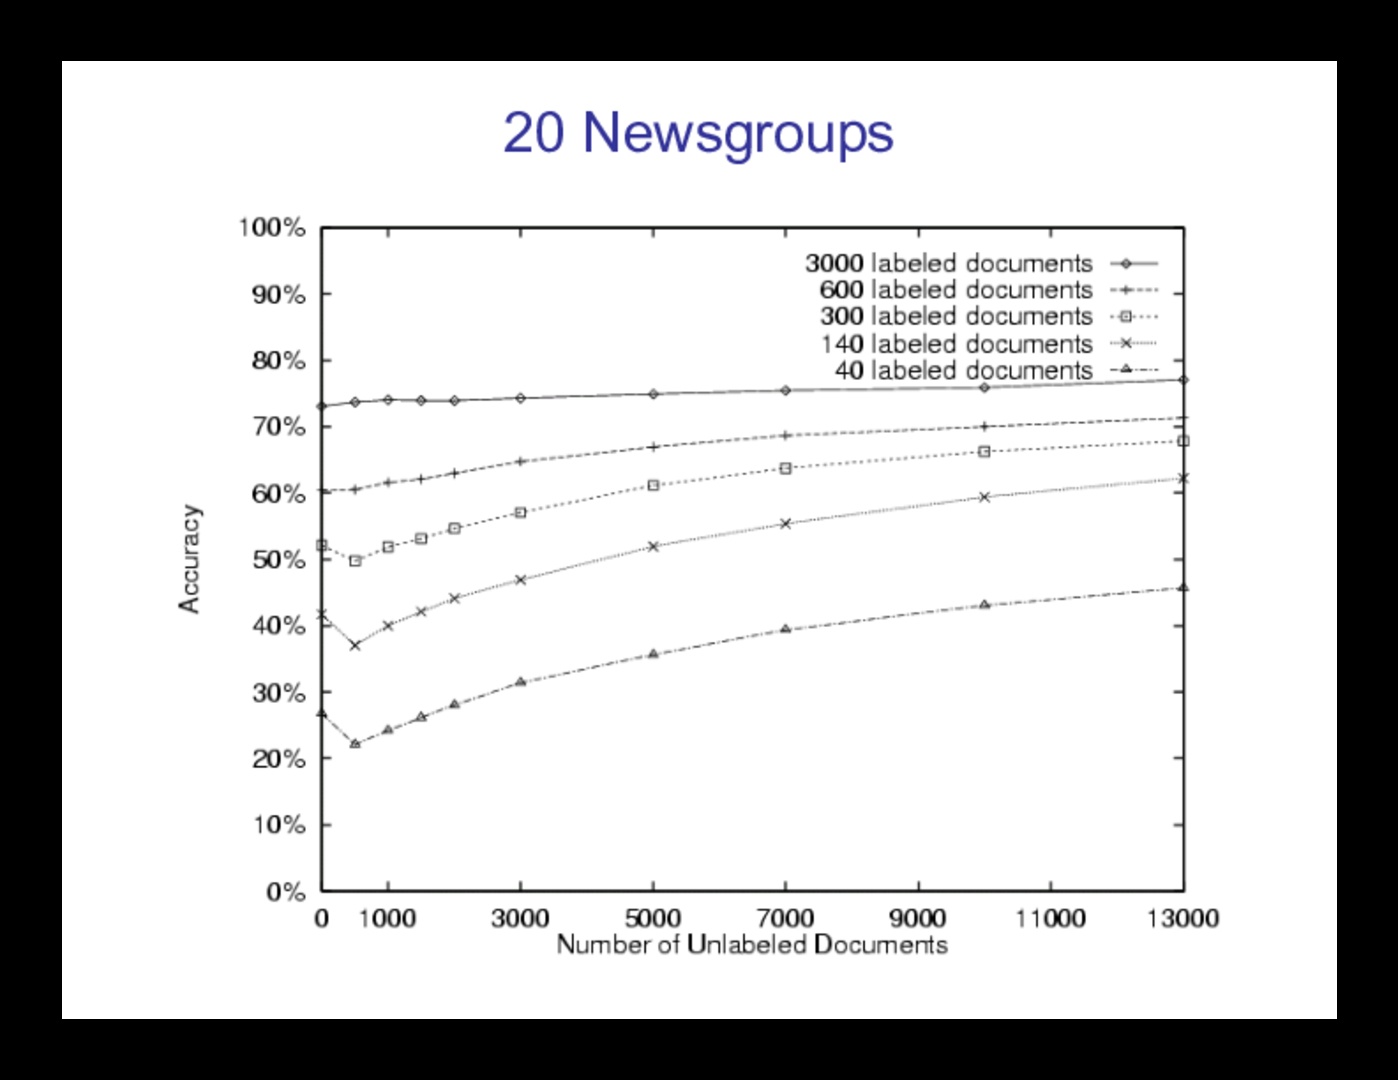 20 Newsgroups
100%
90%
80%
70%
60%
50%
40%
30%
20%
10%
0%
Accuracy
3000 labeled documents
600 labeled documents
300 labeled documents
140 labeled documents
40 labeled documents
0 1000 3000 5000 7000 9000 11000 13000
Number of Unlabeled Documents